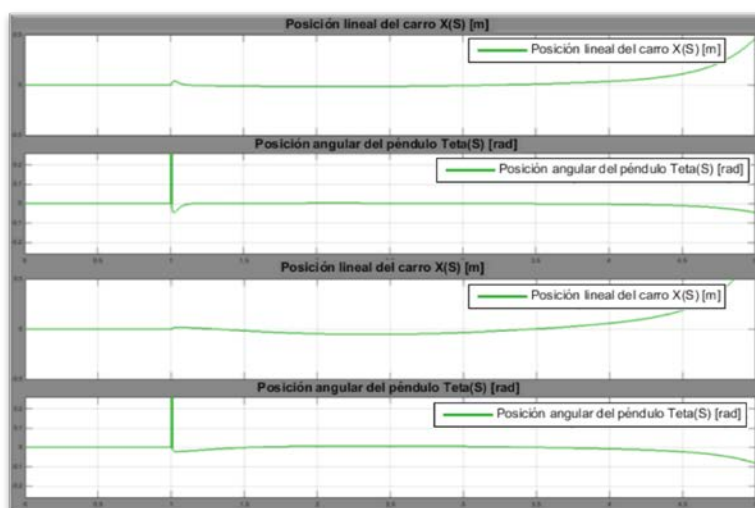 Posición lineal del carro X(S) [m]
Posición lineal del carro X(S) [m]
Posición angular del péndulo Teta(S) [rad]
Posición angular del péndulo Teta(S) [rad]
Posición lineal del carro X(S) [m]
Posición lineal del carro X(S) [m]
Posición angular del péndulo Teta(S) [rad]
Posición angular del péndulo Teta(S) [rad]